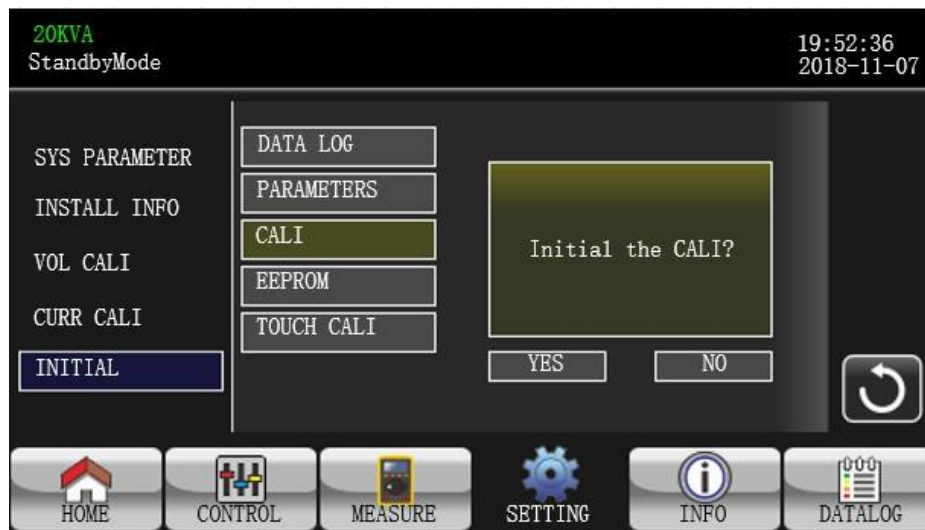 20KVA
StandbyMode
19:52:36
2018-11-07
SYS PARAMETER
INSTALL INFO
VOL CALI
CURR CALI
INITIAL
DATA LOG
PARAMETERS
CALI
EEPROM
TOUCH CALI
Initial the CALI?
YES
NO
HOME
CONTROL
MEASURE
SETTING
INFO
DATALOG